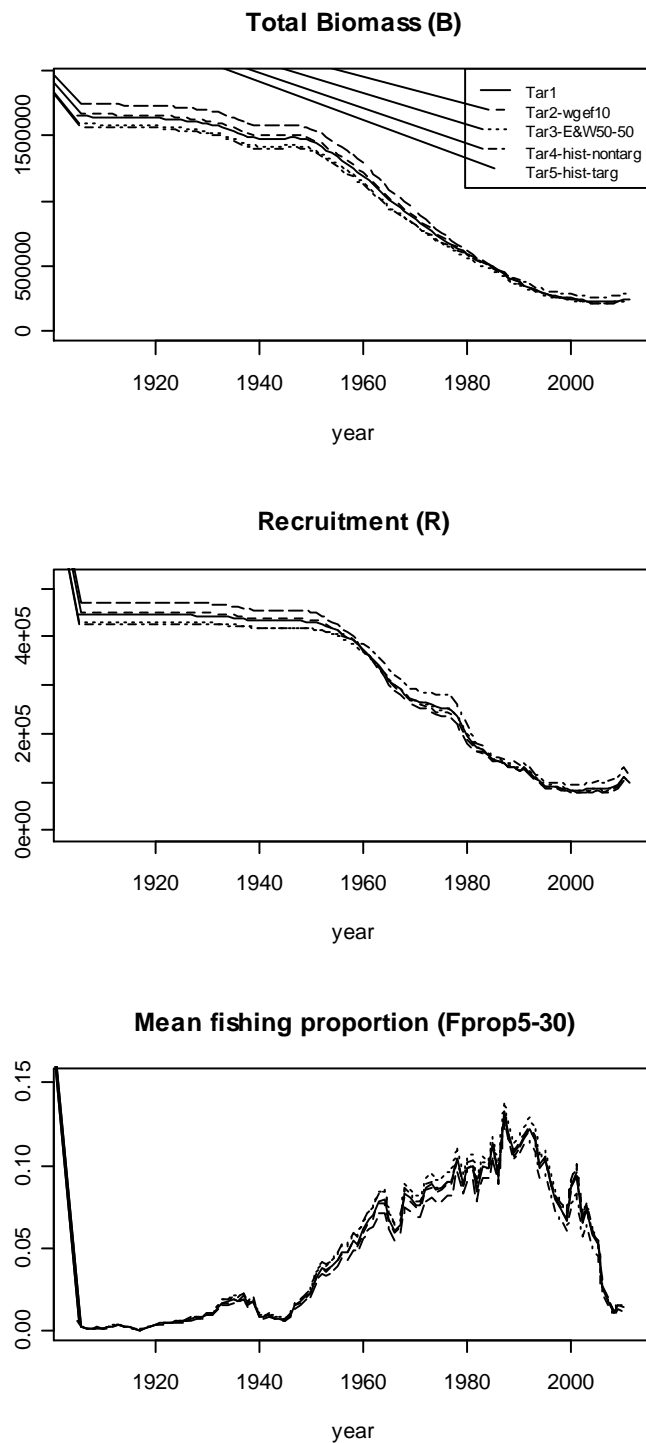 Total Biomass (B)
1500000
500000
0
Tar1
Tar2-wgef10
Tar3-E&W50-50
Tar4-hist-nontarg
Tar5-hist-targ
1920 1940 1960 1980 2000
year
Recruitment (R)
4e+05
2e+05
0e+00
1920 1940 1960 1980 2000
year
Mean fishing proportion (Fprop5-30)
0.15
0.10
0.05
0.00
1920 1940 1960 1980 2000
year